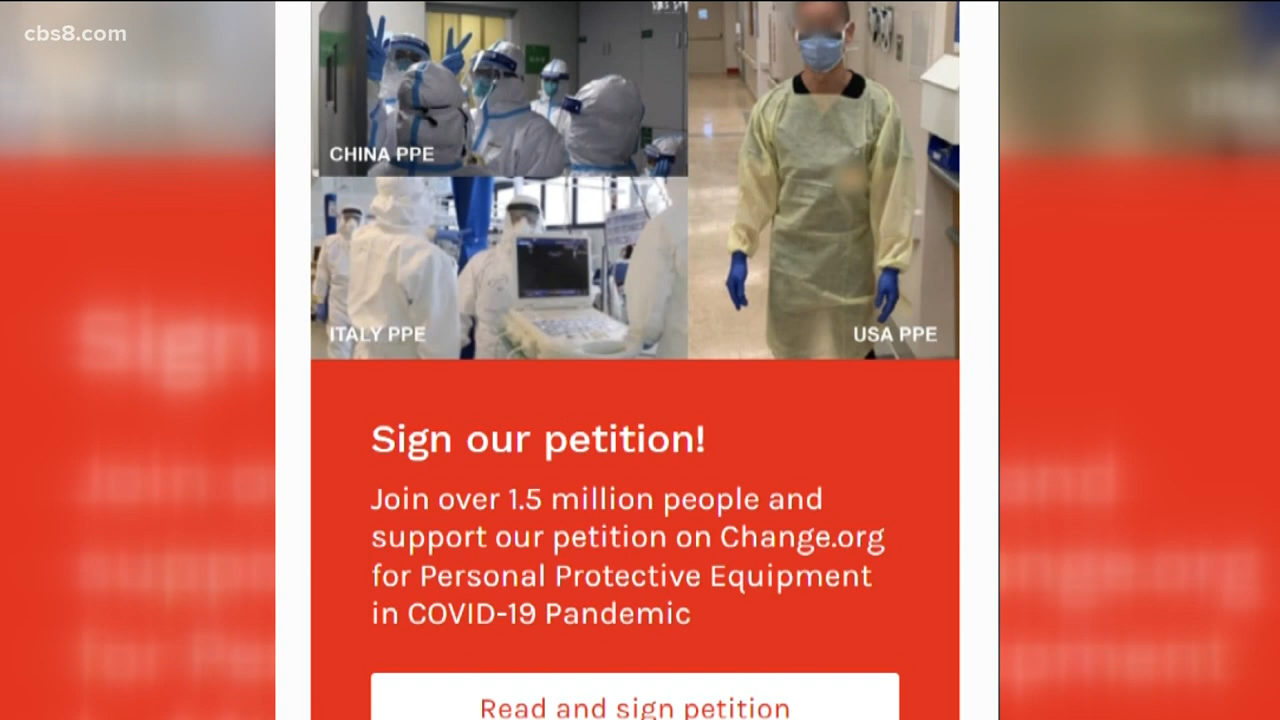 cbs8.com
CHINA PPE
ITALY PPE
USA PPE
Sign our petition!
Join over 1.5 million people and
support our petition on Change.org
for Personal Protective Equipment
in COVID-19 Pandemic
Read and sign petition